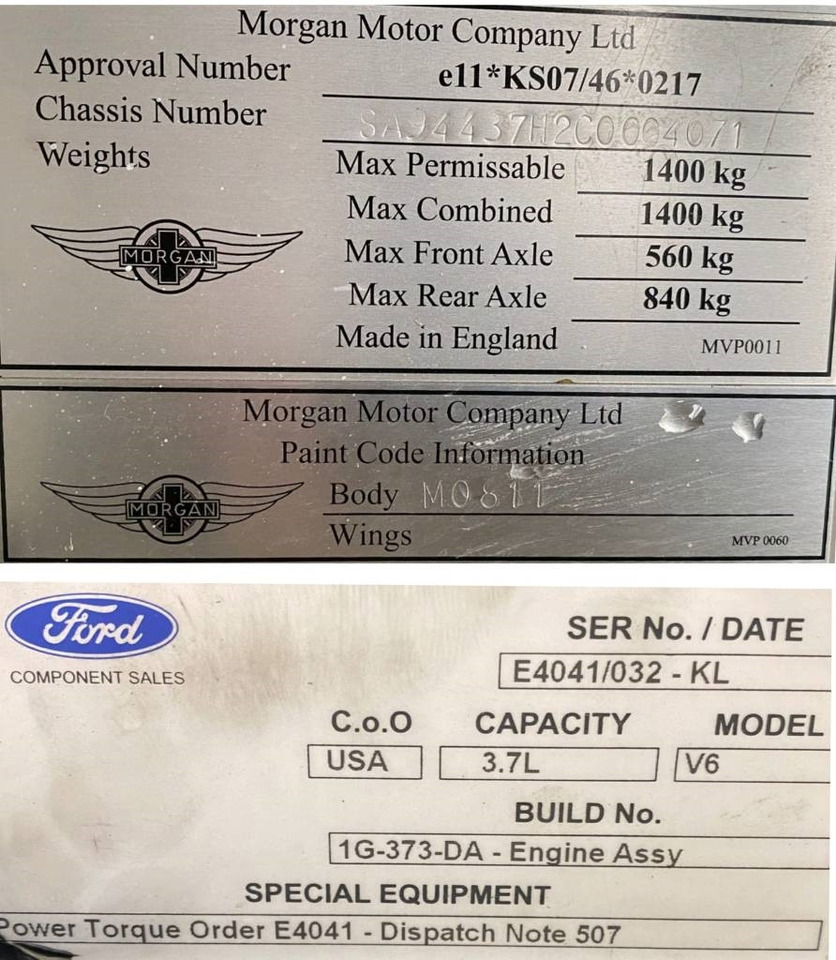 Morgan Motor Company Ltd
Approval Number e11*KS07/46*0217
Chassis Number
Weights Max Permissable 1400 kg
Max Combined 1400 kg
MORGAN Max Front Axle 560 kg
Max Rear Axle 840 kg
Made in England MVP0011
Morgan Motor Company Ltd
Paint Code Information
MORGAN Body M0811
Wings MVP 0060
Ford
COMPONENT SALES
SER No. / DATE
E4041/032 - KL
C.o.O CAPACITY MODEL
USA 3.7L V6
BUILD No.
1G-373-DA - Engine Assy
SPECIAL EQUIPMENT
Power Torque Order E4041 - Dispatch Note 507